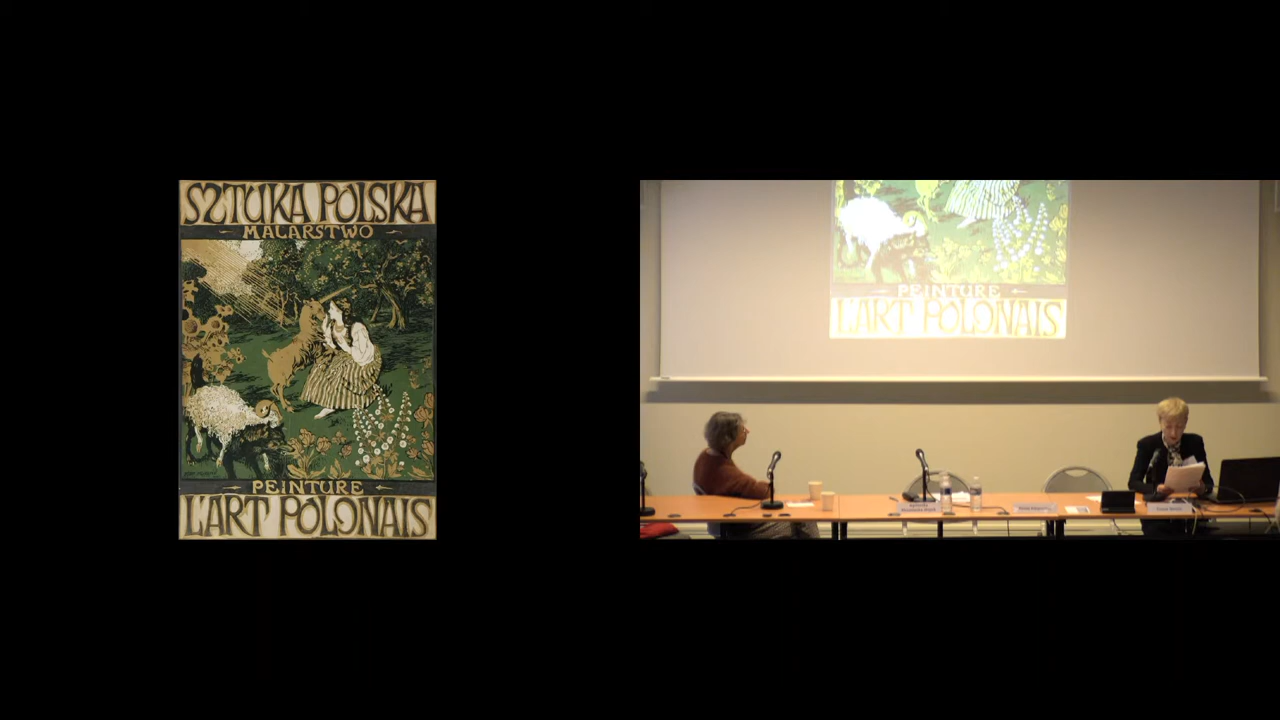 SZTUKA POLSKA
MALARSTWO
PEINTURE
L'ART POLONAIS
PEINTURE
L'ART POLONAIS